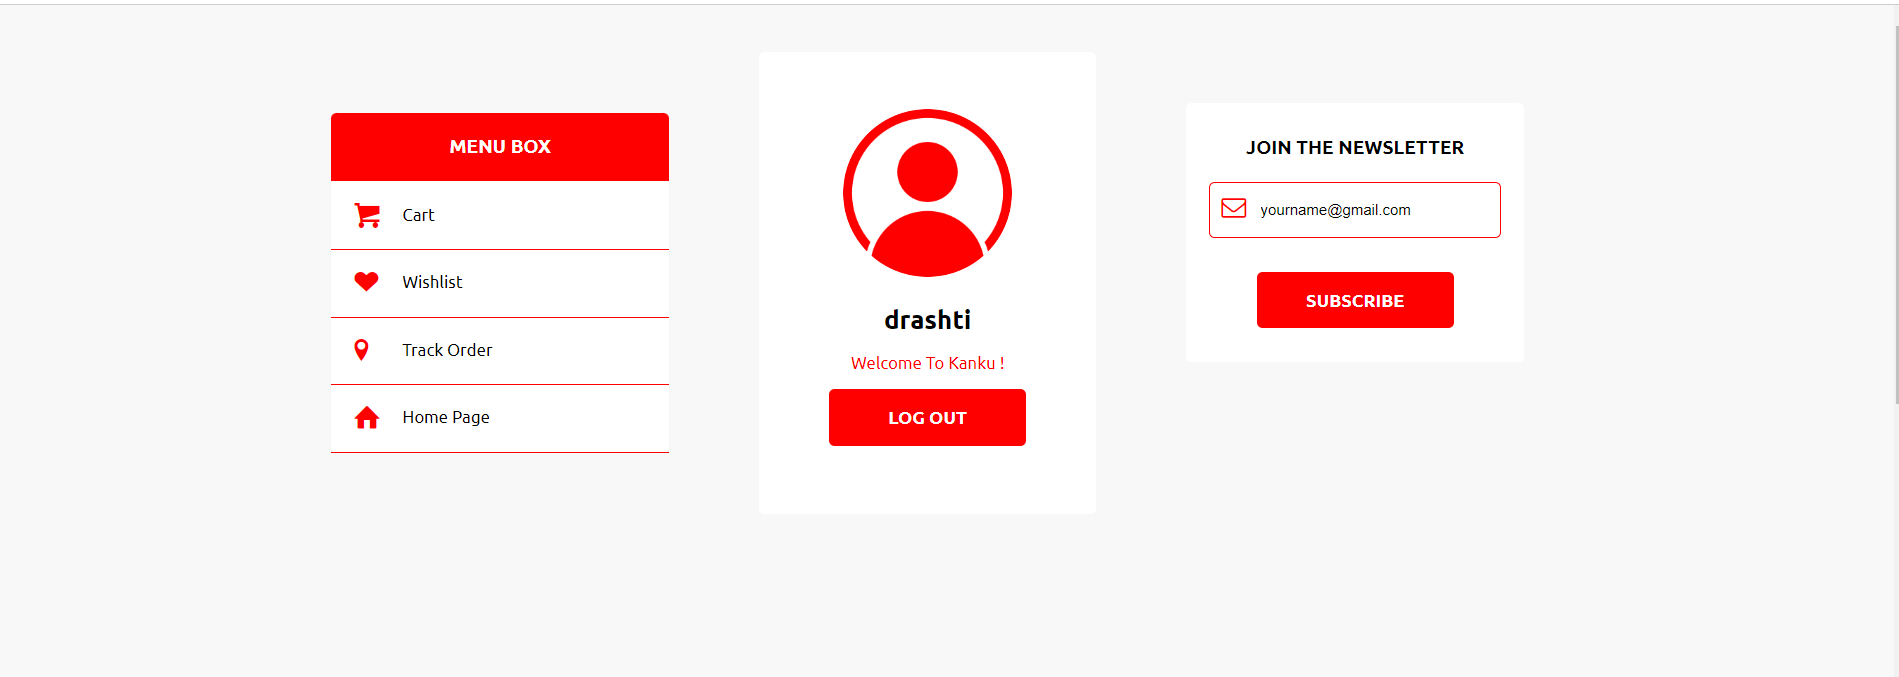 MENU BOX
Cart
Wishlist
Track Order
Home Page
drashti
Welcome To Kanku !
LOG OUT
JOIN THE NEWSLETTER
yourname@gmail.com
SUBSCRIBE